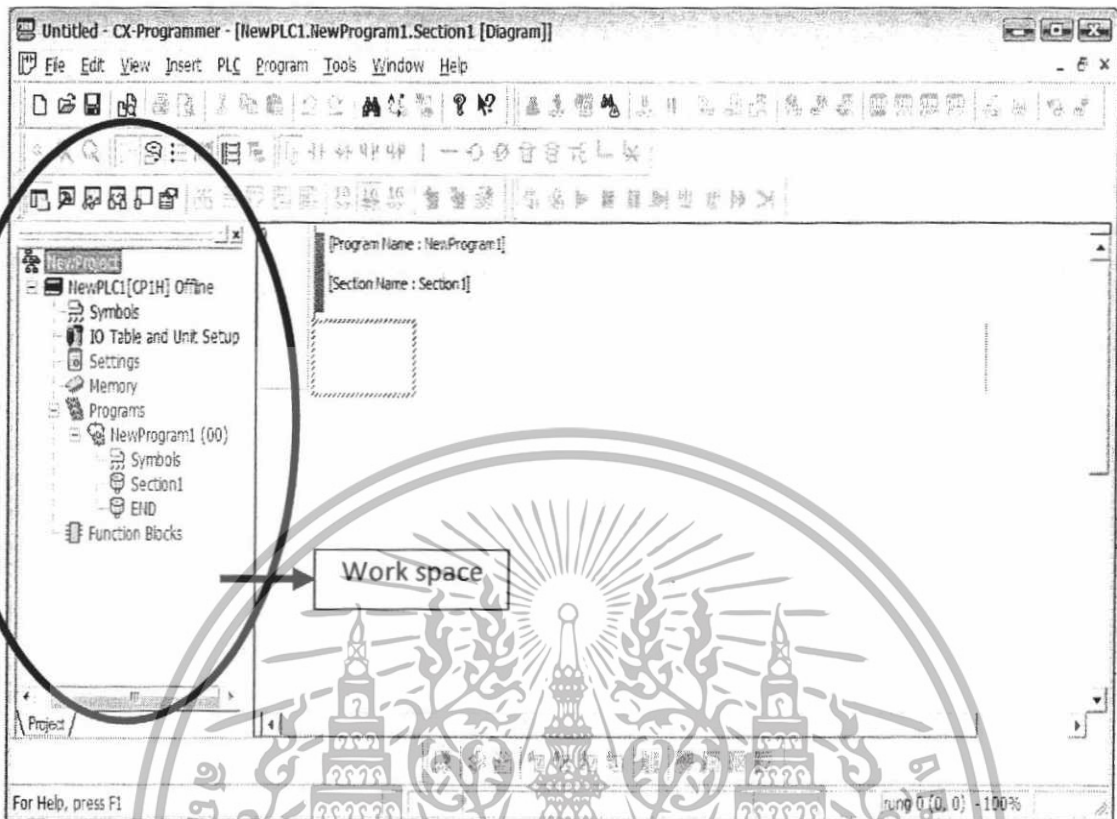 Untitled - CX-Programmer - [NewPLC1.NewProgram1.Section1 [Diagram]]
File Edit View Insert PLC Program Tools Window Help
[Program Name : NewProgram1]
[Section Name : Section1]
NewProject
NewPLC1[CP1H] Offline
Symbols
IO Table and Unit Setup
Settings
Memory
Programs
NewProgram1 (00)
Symbols
Section1
END
Function Blocks
Work space
Project
For Help, press F1
rung 0 (0, 0) - 100%